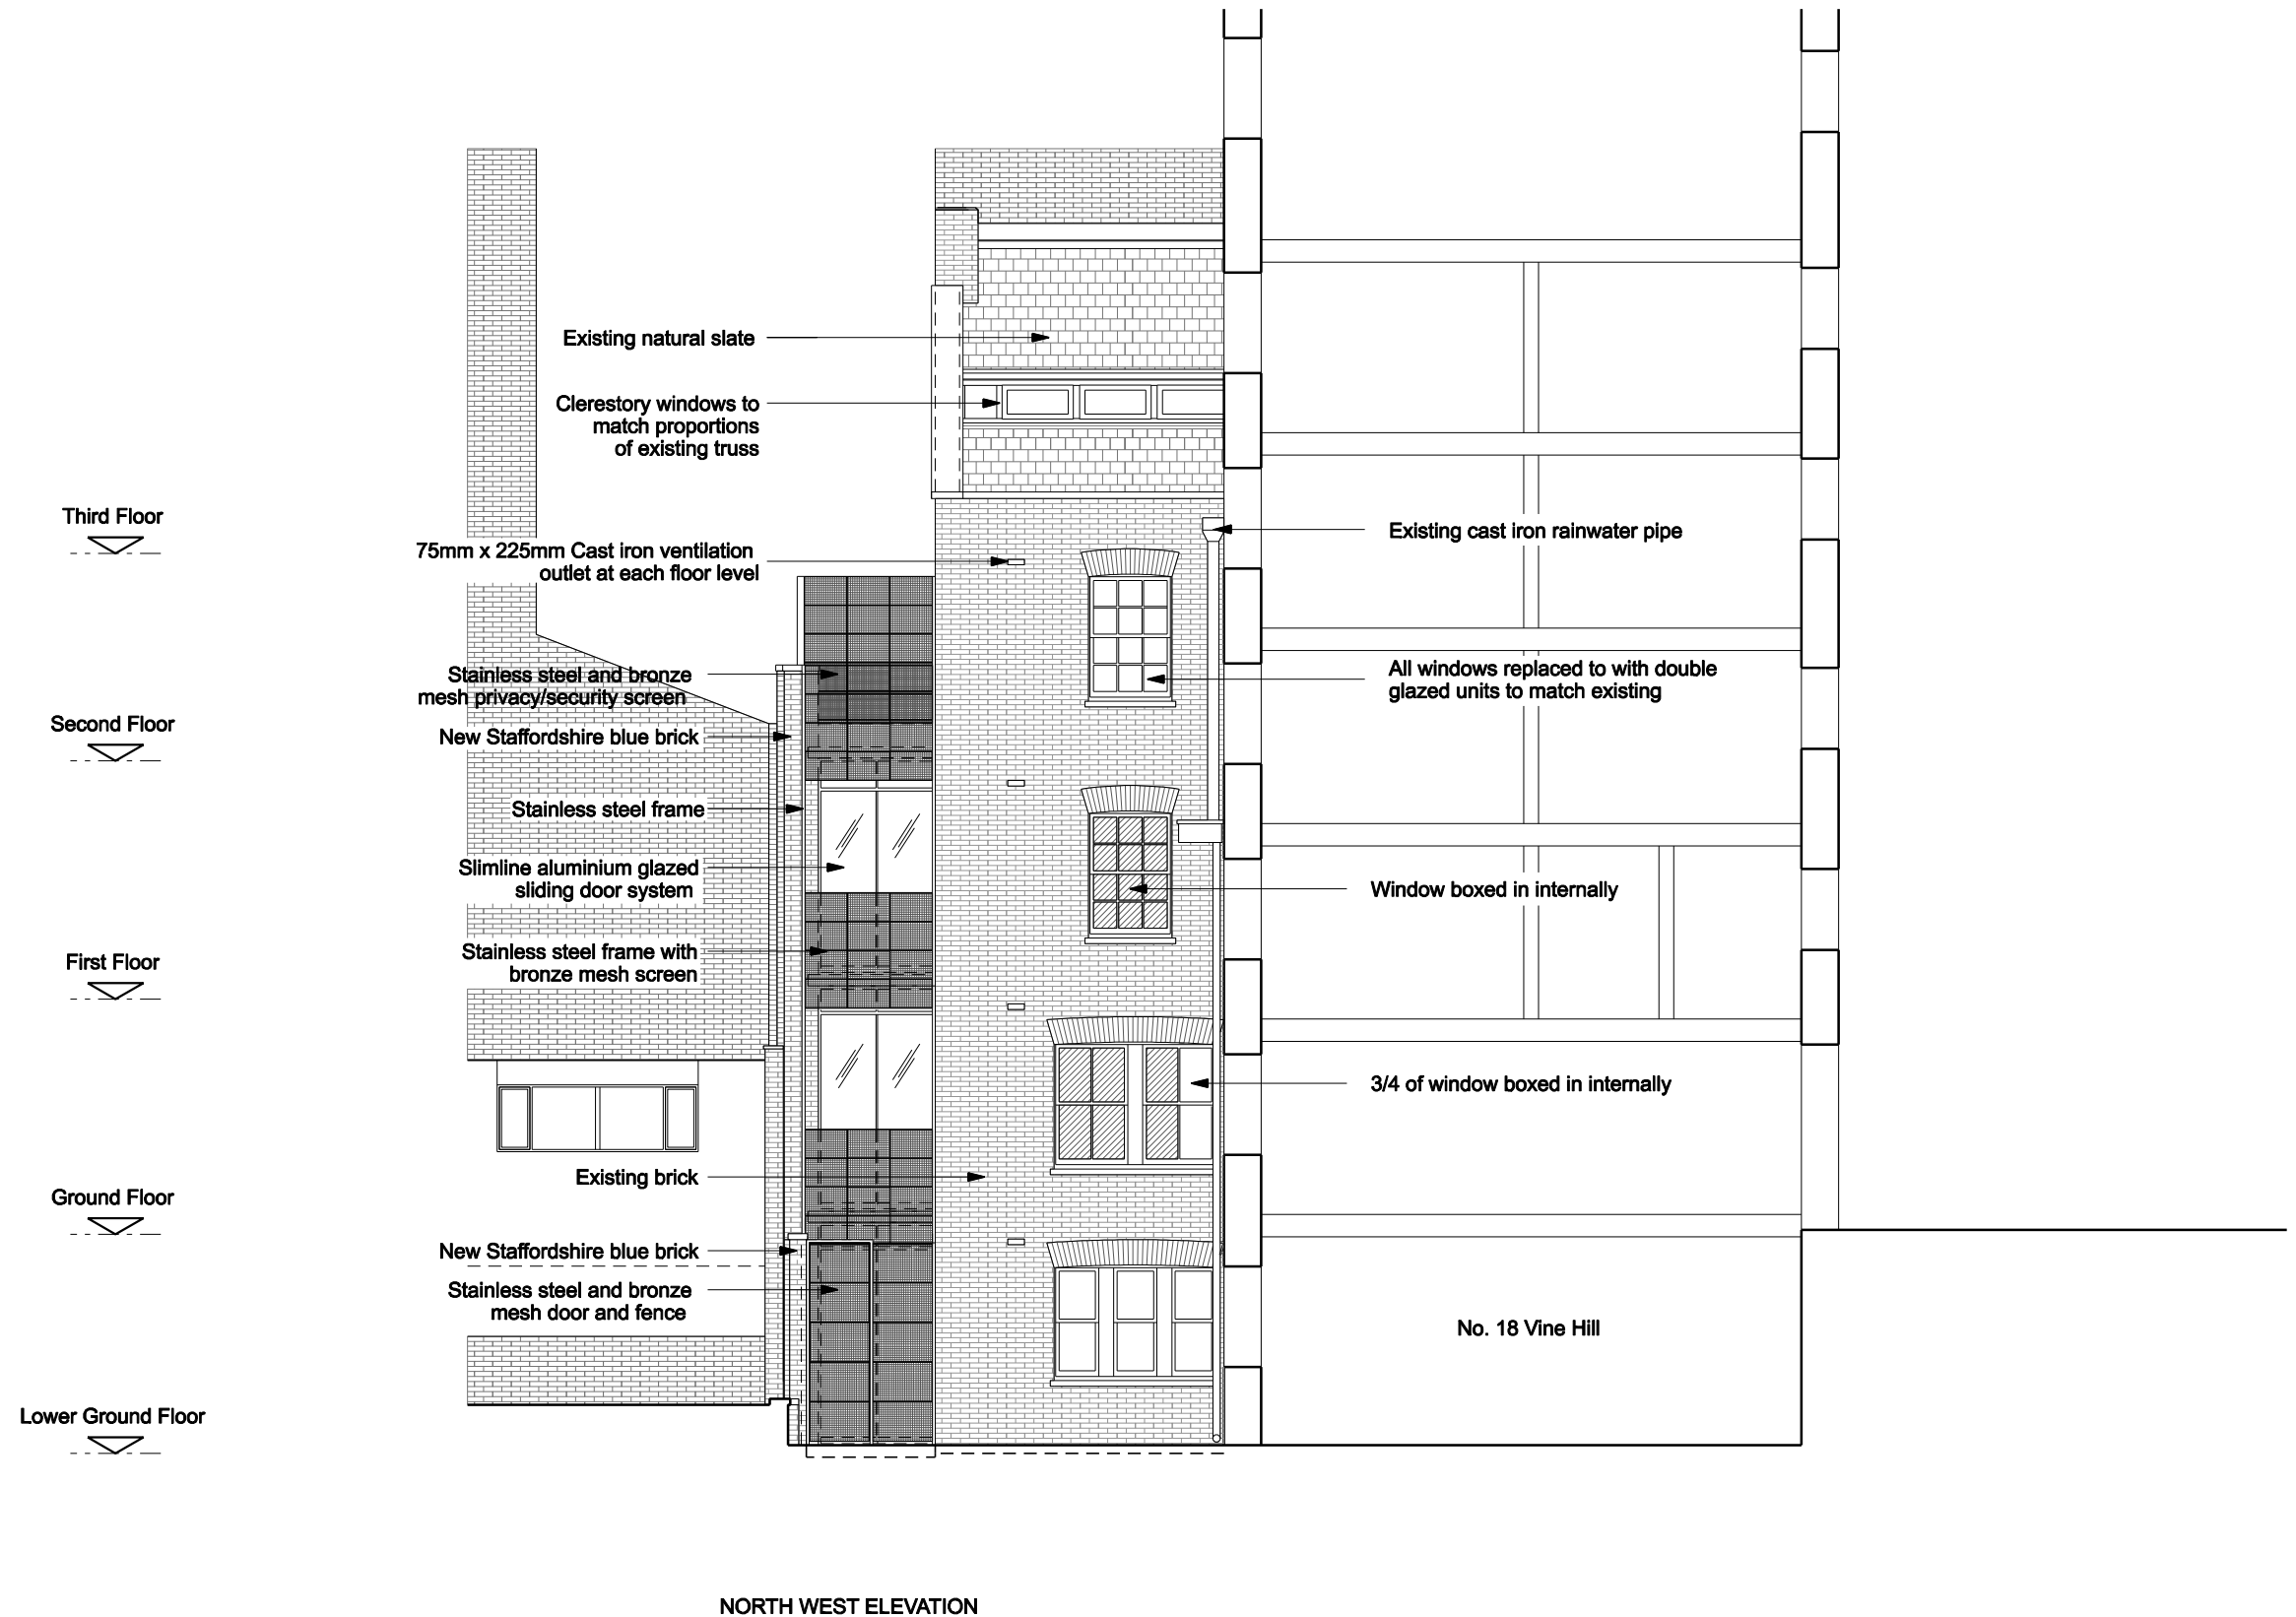 Existing natural slate
Clerestory windows to
match proportions
of existing truss
Third Floor
75mm x 225mm Cast iron ventilation
outlet at each floor level
Existing cast iron rainwater pipe
Stainless steel and bronze
mesh privacy/security screen
All windows replaced to with double
glazed units to match existing
Second Floor
New Staffordshire blue brick
Stainless steel frame
Slimline aluminium glazed
sliding door system
Window boxed in internally
First Floor
Stainless steel frame with
bronze mesh screen
3/4 of window boxed in internally
Existing brick
Ground Floor
New Staffordshire blue brick
Stainless steel and bronze
mesh door and fence
No. 18 Vine Hill
Lower Ground Floor
NORTH WEST ELEVATION